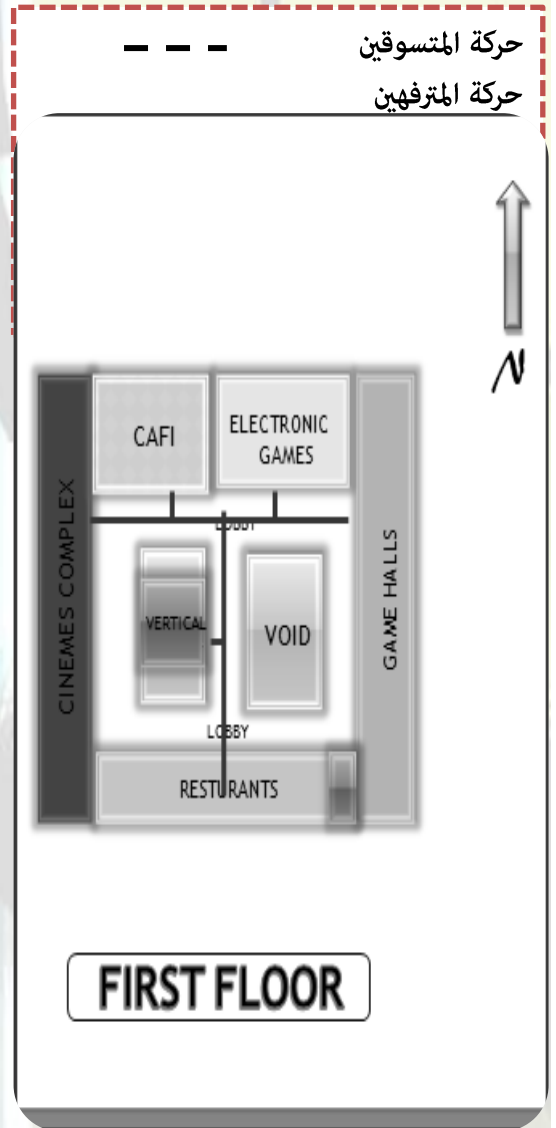 حركة المتسوقين
حركة المترفهين
N
CAFI
ELECTRONIC
GAMES
CINEMES COMPLEX
LOBBY
GAME HALLS
VERTICAL
VOID
LOBBY
RESTURANTS
FIRST FLOOR